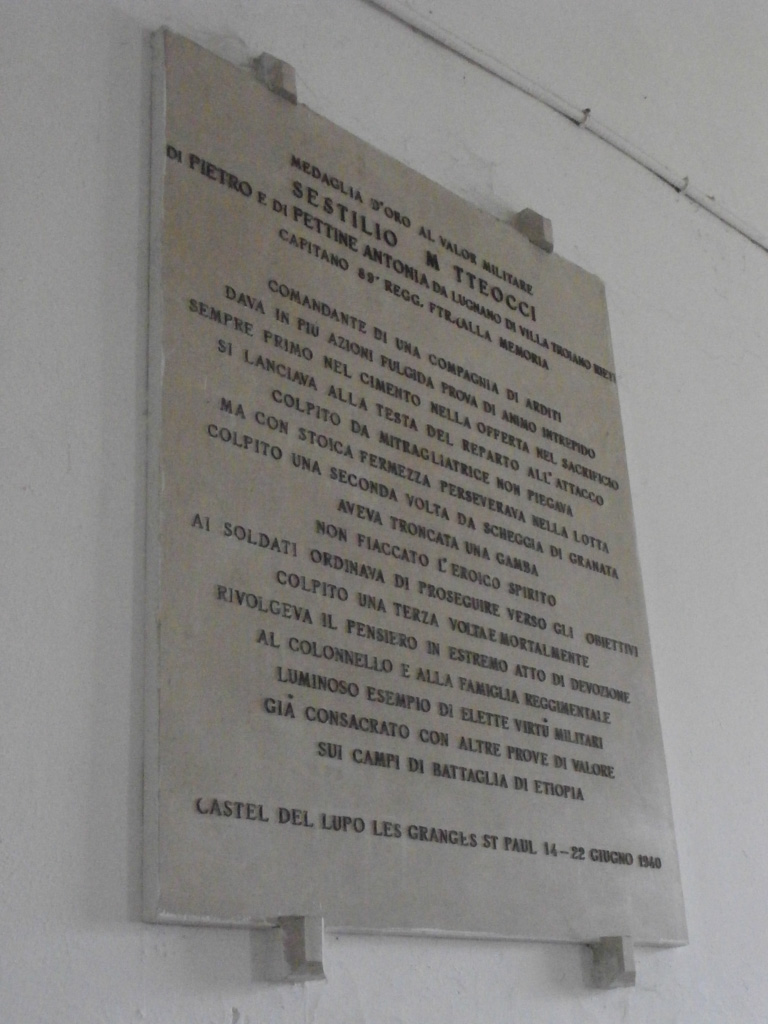 MEDAGLIA D'ORO AL VALOR MILITARE
SESTILIO M TTEOCCI
DI PIETRO E DI PETTINE ANTONIA DA LUGNANO DI VILLA TROIANO RIETI
CAPITANO 89° REGG. FTR.(ALLA MEMORIA
COMANDANTE DI UNA COMPAGNIA DI ARDITI
DAVA IN PIU AZIONI FULGIDA PROVA DI ANIMO INTREPIDO
SEMPRE PRIMO NEL CIMENTO NELLA OFFERTA NEL SACRIFICIO
SI LANCIAVA ALLA TESTA DEL REPARTO ALL'ATTACCO
COLPITO DA MITRAGLIATRICE NON PIEGAVA
MA CON STOICA FERMEZZA PERSEVERAVA NELLA LOTTA
COLPITO UNA SECONDA VOLTA DA SCHEGGIA DI GRANATA
AVEVA TRONCATA UNA GAMBA
NON FIACCATO L'EROICO SPIRITO
AI SOLDATI ORDINAVA DI PROSEGUIRE VERSO GLI OBIETTIVI
COLPITO UNA TERZA VOLTA E MORTALMENTE
RIVOLGEVA IL PENSIERO IN ESTREMO ATTO DI DEVOZIONE
AL COLONNELLO E ALLA FAMIGLIA REGGIMENTALE
LUMINOSO ESEMPIO DI ELETTE VIRTÙ MILITARI
GIÀ CONSACRATO CON ALTRE PROVE DI VALORE
SUI CAMPI DI BATTAGLIA DI ETIOPIA
CASTEL DEL LUPO LES GRANGES ST PAUL 14-22 GIUGNO 1940